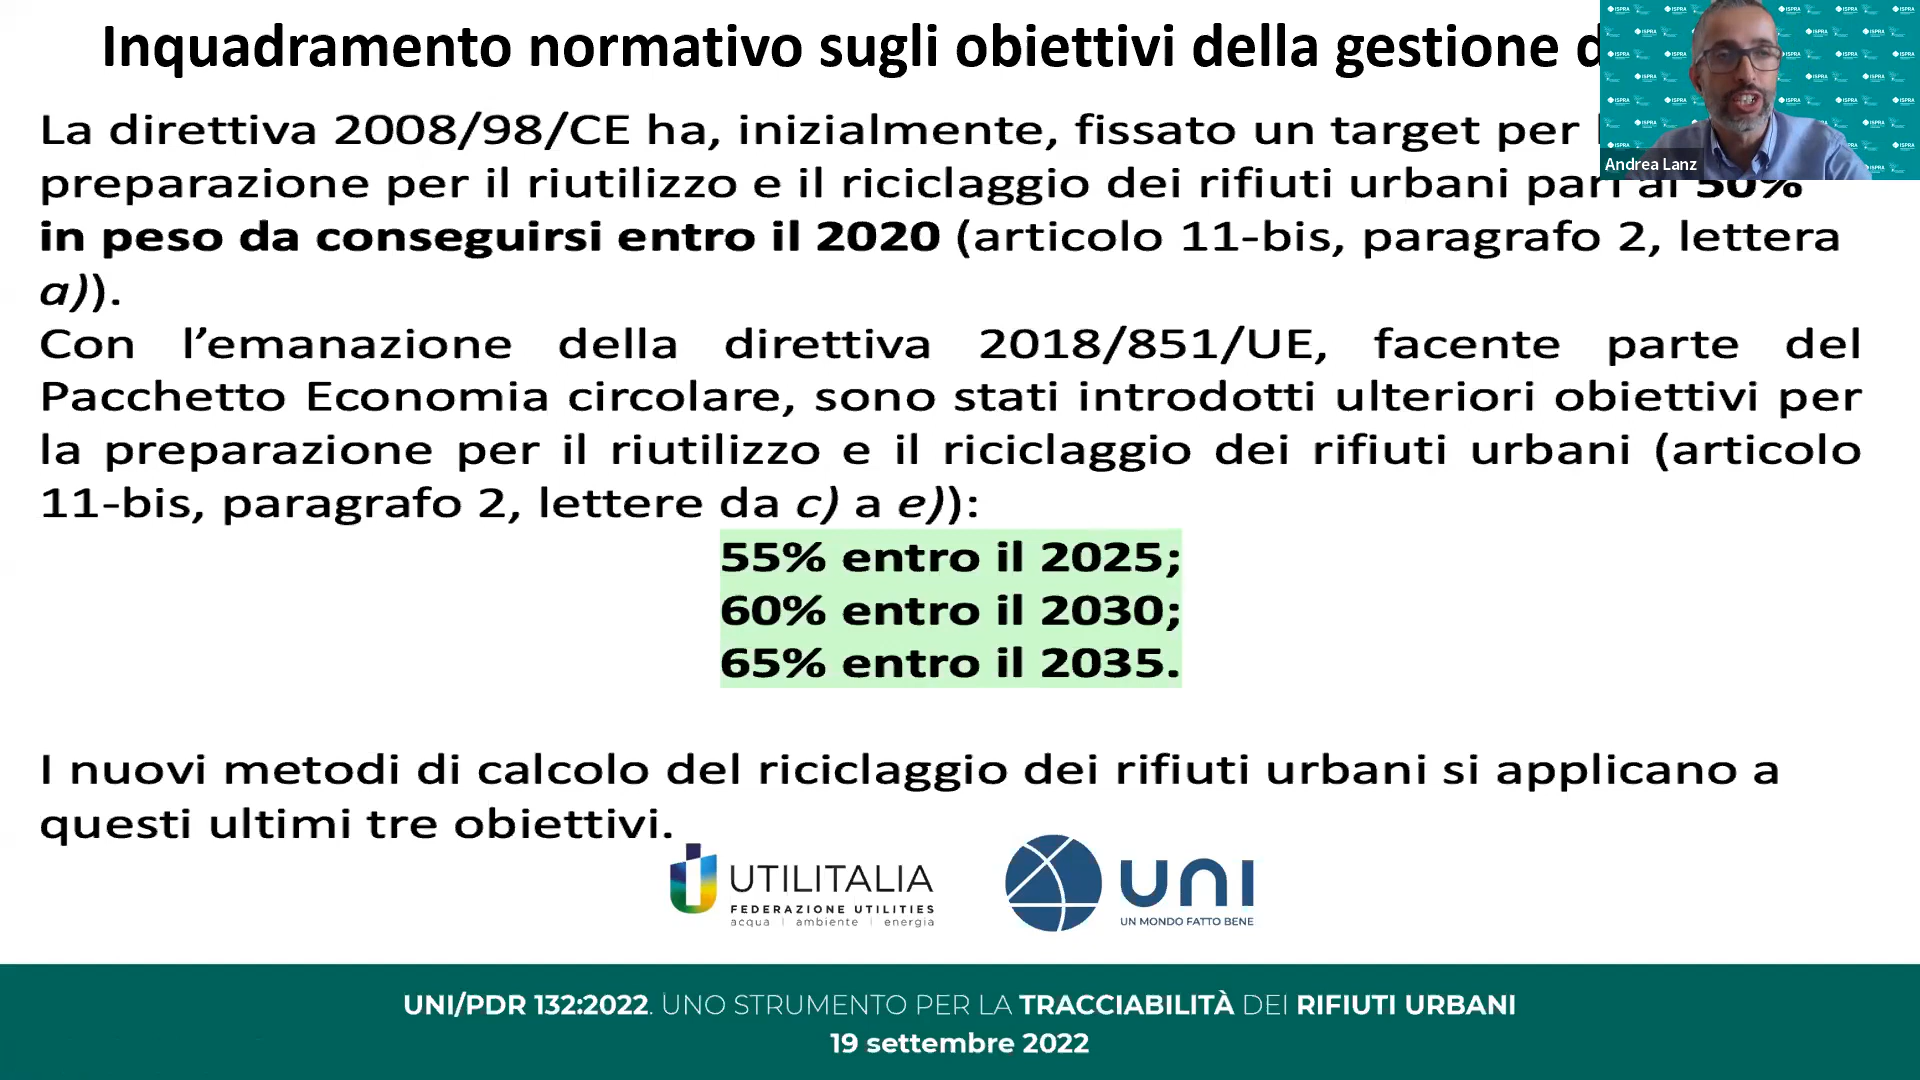 Inquadramento normativo sugli obiettivi della gestione d
La direttiva 2008/98/CE ha, inizialmente, fissato un target per
preparazione per il riutilizzo e il riciclaggio dei rifiuti urbani pari al 50%
in peso da conseguirsi entro il 2020 (articolo 11-bis, paragrafo 2, lettera
a)).
Con l’emanazione della direttiva 2018/851/UE, facente parte del
Pacchetto Economia circolare, sono stati introdotti ulteriori obiettivi per
la preparazione per il riutilizzo e il riciclaggio dei rifiuti urbani (articolo
11-bis, paragrafo 2, lettere da c) a e)):
55% entro il 2025;
60% entro il 2030;
65% entro il 2035.
I nuovi metodi di calcolo del riciclaggio dei rifiuti urbani si applicano a
questi ultimi tre obiettivi.
Andrea Lanz
ISPRA
UTILITALIA
FEDERAZIONE UTILITIES
acqua | ambiente | energia
UNI
UN MONDO FATTO BENE
UNI/PDR 132:2022. UNO STRUMENTO PER LA TRACCIABILITÀ DEI RIFIUTI URBANI
19 settembre 2022